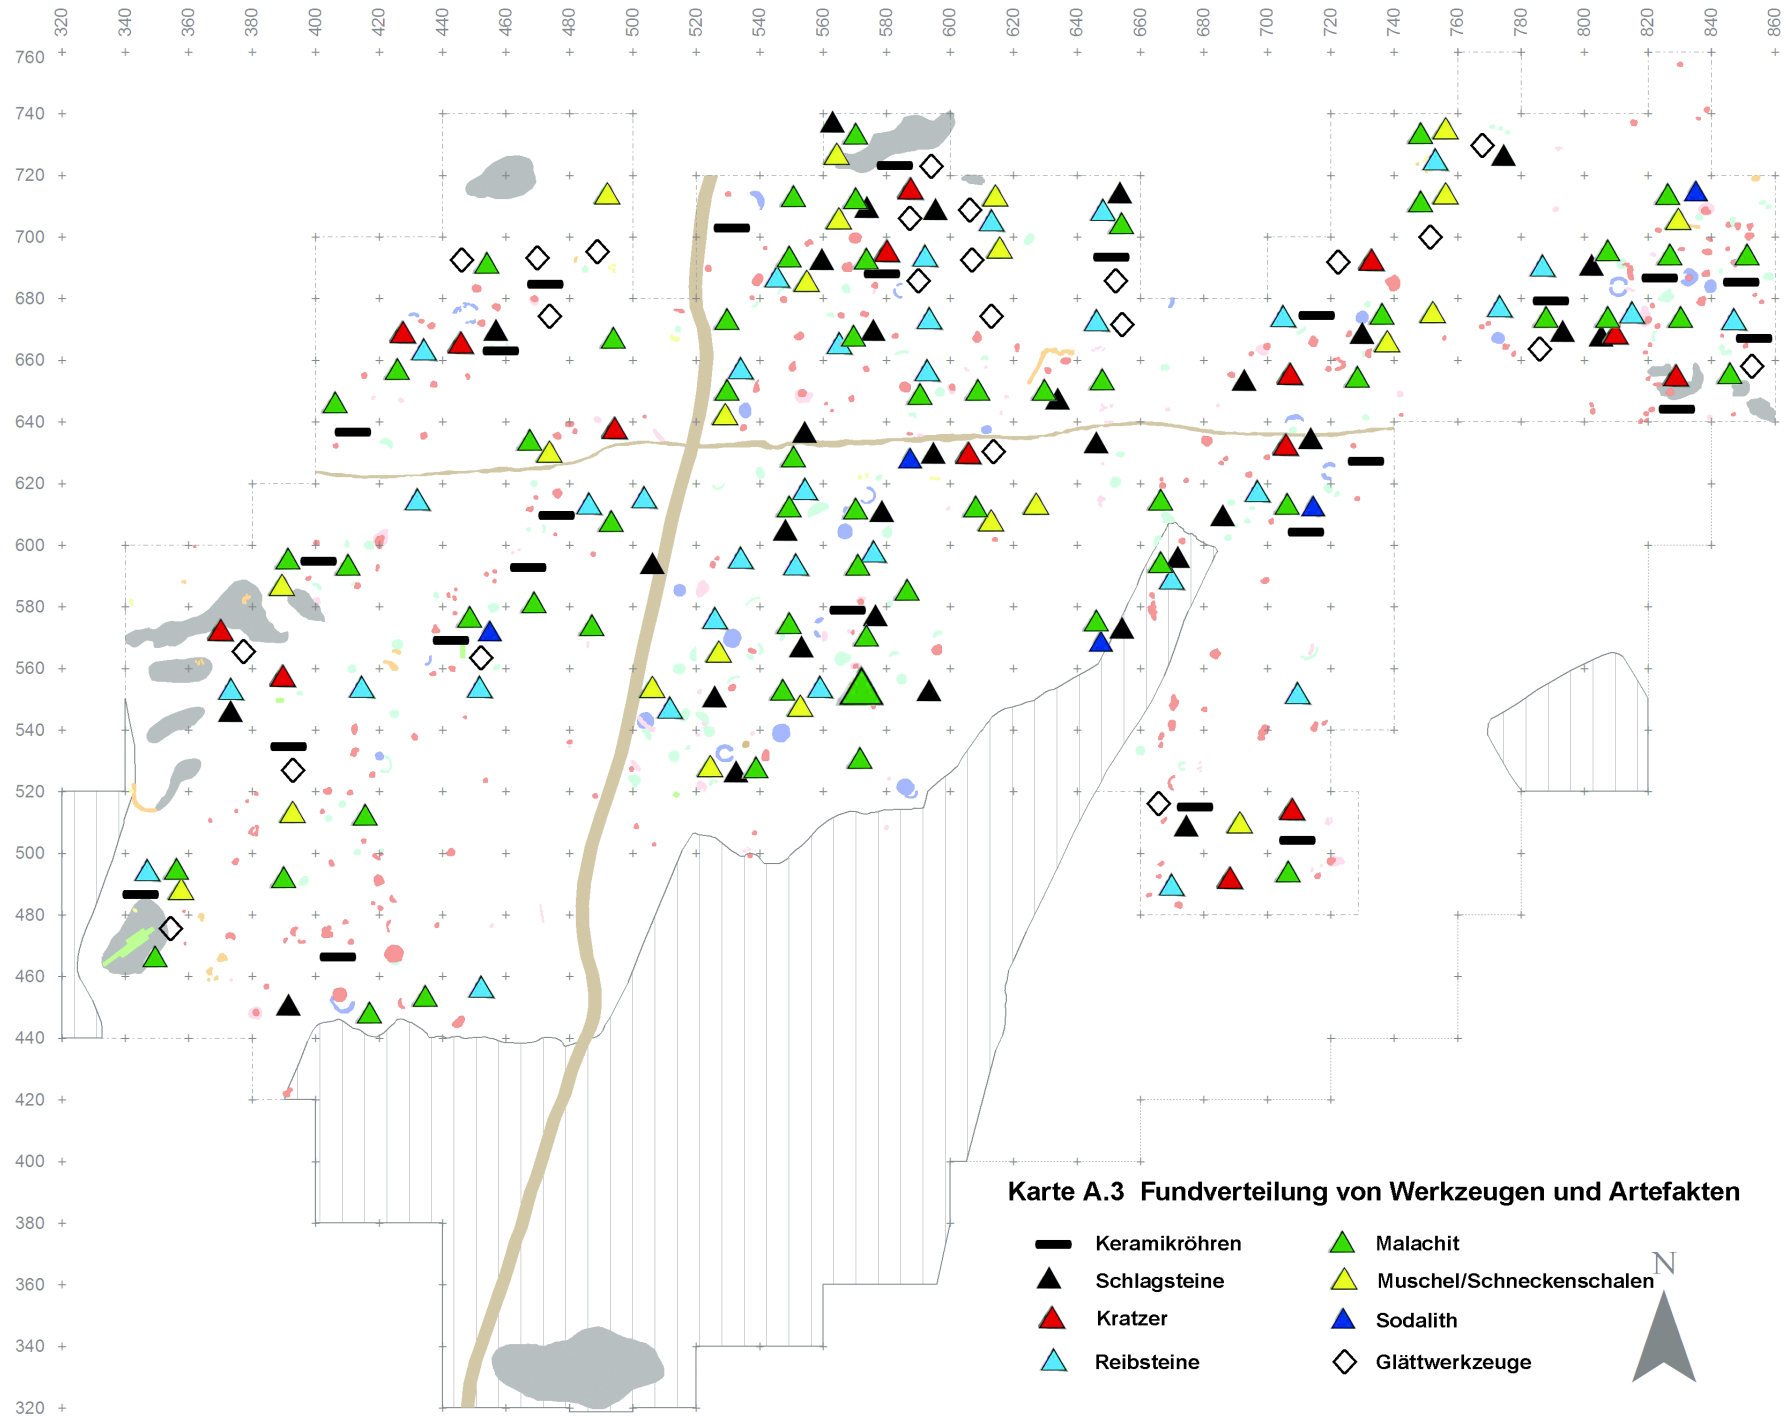 320 340 360 380 400 420 440 460 480 500 520 540 560 580 600 620 640 660 680 700 720 740 760 780 800 820 840 860
760
740
720
700
680
660
640
620
600
580
560
540
520
500
480
460
440
420
400
380
360
340
320
Karte A.3 Fundverteilung von Werkzeugen und Artefakten
Keramikröhren
Schlagsteine
Kratzer
Reibsteine
Malachit
Muschel/Schneckenschalen
Sodalith
Glättwerkzeuge
N